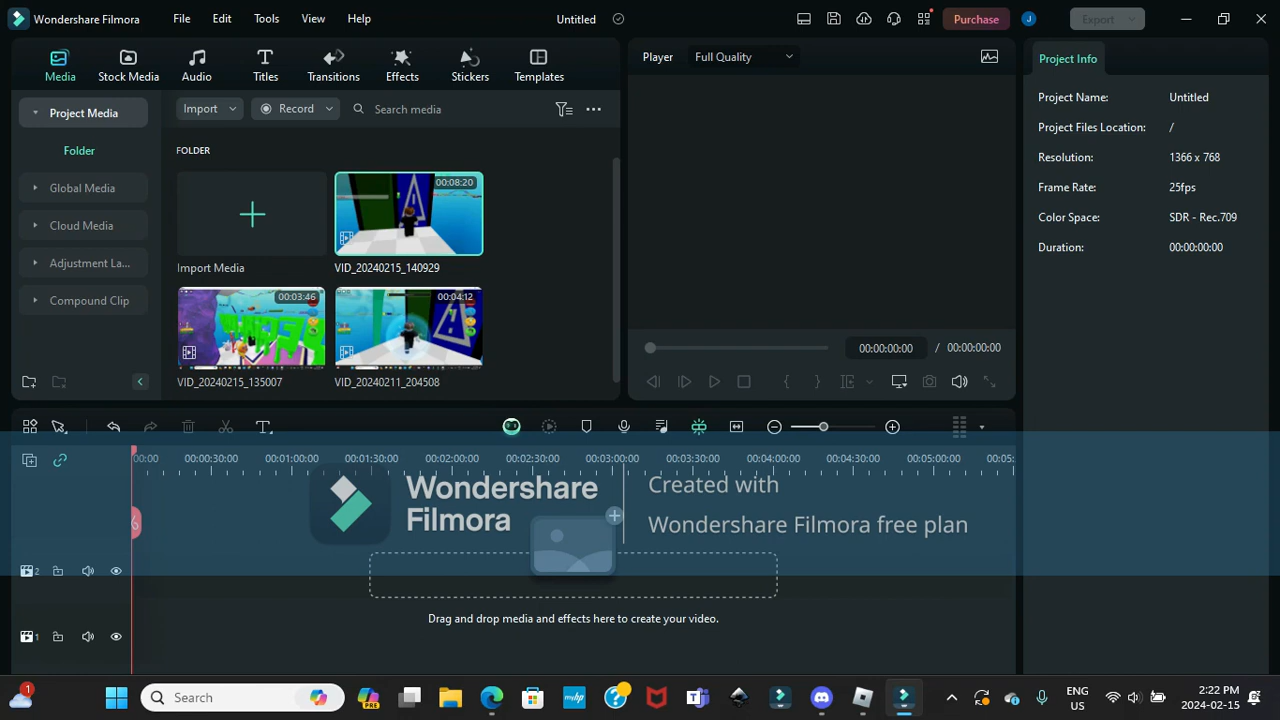 Wondershare Filmora File Edit Tools View Help Untitled Purchase J Export
Media Stock Media Audio Titles Transitions Effects Stickers Templates
Player Full Quality
Project Info
Project Media
Folder
Global Media
Cloud Media
Adjustment La...
Compound Clip
Import Record Search media
FOLDER
00:08:20
Import Media VID_20240215_140929
00:03:46 00:04:12
VID_20240215_135007 VID_20240211_204508
00:00:00:00 / 00:00:00:00
Project Name: Untitled
Project Files Location: /
Resolution: 1366 x 768
Frame Rate: 25fps
Color Space: SDR - Rec.709
Duration: 00:00:00:00
00:00 00:00:30:00 00:01:00:00 00:01:30:00 00:02:00:00 00:02:30:00 00:03:00:00 00:03:30:00 00:04:00:00 00:04:30:00 00:05:00:00 00:05:
Wondershare
Filmora
Created with
Wondershare Filmora free plan
2
Drag and drop media and effects here to create your video.
1
1 Search PRE myhp ENG
US 2:22 PM
2024-02-15